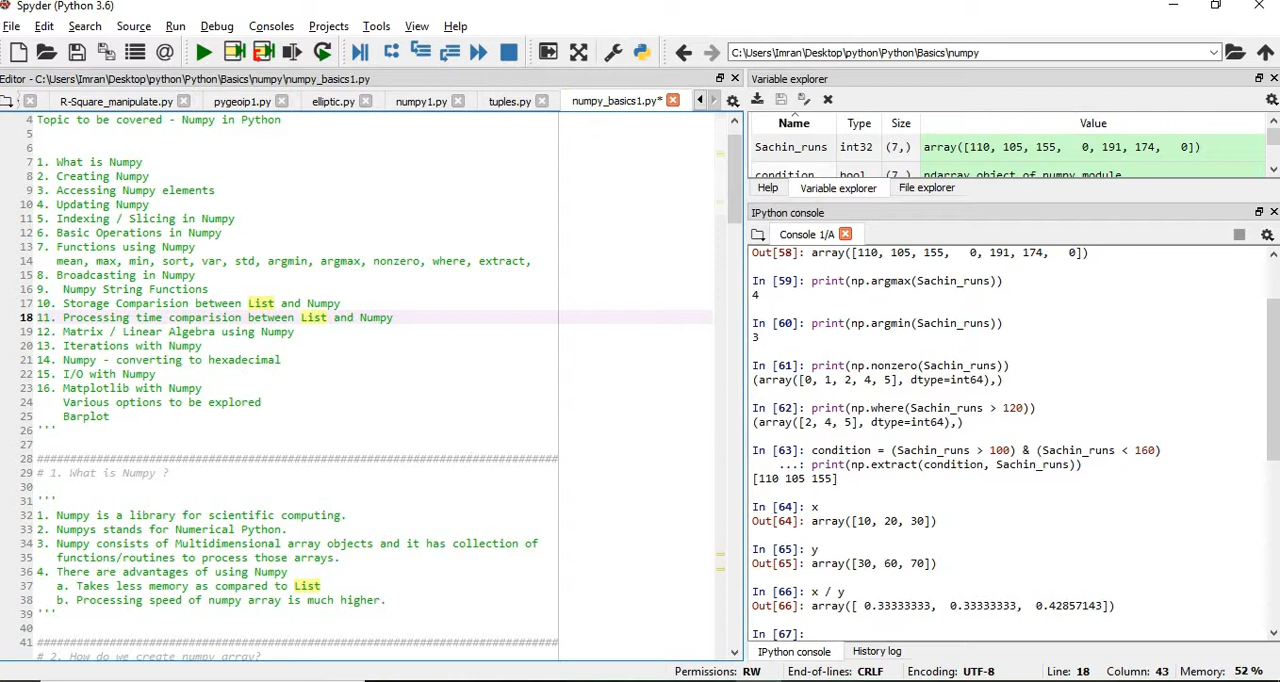 Spyder (Python 3.6)
File Edit Search Source Run Debug Consoles Projects Tools View Help
C:\Users\Imran\Desktop\python\Python\Basics\numpy
Editor - C:\Users\Imran\Desktop\python\Python\Basics\numpy\numpy_basics1.py
R-Square_manipulate.py pygeoip1.py elliptic.py numpy1.py tuples.py numpy_basics1.py*
4 Topic to be covered - Numpy in Python
5
6
7 1. What is Numpy
8 2. Creating Numpy
9 3. Accessing Numpy elements
10 4. Updating Numpy
11 5. Indexing / Slicing in Numpy
12 6. Basic Operations in Numpy
13 7. Functions using Numpy
14 mean, max, min, sort, var, std, argmin, argmax, nonzero, where, extract,
15 8. Broadcasting in Numpy
16 9. Numpy String Functions
17 10. Storage Comparision between List and Numpy
18 11. Processing time comparision between List and Numpy
19 12. Matrix / Linear Algebra using Numpy
20 13. Iterations with Numpy
21 14. Numpy - converting to hexadecimal
22 15. I/O with Numpy
23 16. Matplotlib with Numpy
24 Various options to be explored
25 Barplot
26 '''
27
28 ###############################################################################
29 # 1. What is Numpy ?
30
31 '''
32 1. Numpy is a library for scientific computing.
33 2. Numpys stands for Numerical Python.
34 3. Numpy consists of Multidimensional array objects and it has collection of
35 functions/routines to process those arrays.
36 4. There are advantages of using Numpy
37 a. Takes less memory as compared to List
38 b. Processing speed of numpy array is much higher.
39 '''
40
41 ###############################################################################
# 2. How do we create numpy array?
Variable explorer
Name Type Size Value
Sachin_runs int32 (7,) array([110, 105, 155, 0, 191, 174, 0])
condition bool (7,) ndarray object of numpy module
Help Variable explorer File explorer
IPython console
Console 1/A
Out[58]: array([110, 105, 155, 0, 191, 174, 0])
In [59]: print(np.argmax(Sachin_runs))
4
In [60]: print(np.argmin(Sachin_runs))
3
In [61]: print(np.nonzero(Sachin_runs))
(array([0, 1, 2, 4, 5], dtype=int64),)
In [62]: print(np.where(Sachin_runs > 120))
(array([2, 4, 5], dtype=int64),)
In [63]: condition = (Sachin_runs > 100) & (Sachin_runs < 160)
...: print(np.extract(condition, Sachin_runs))
[110 105 155]
In [64]: x
Out[64]: array([10, 20, 30])
In [65]: y
Out[65]: array([30, 60, 70])
In [66]: x / y
Out[66]: array([ 0.33333333, 0.33333333, 0.42857143])
In [67]:
IPython console History log
Permissions: RW End-of-lines: CRLF Encoding: UTF-8 Line: 18 Column: 43 Memory: 52 %